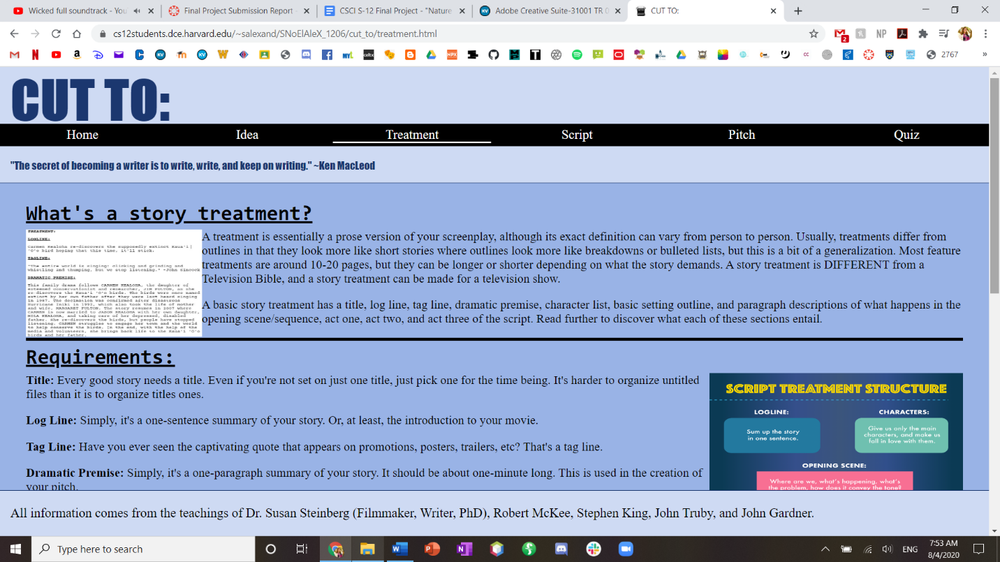 Wicked full soundtrack - You
Final Project Submission Report -
CSCI S-12 Final Project - "Nature
Adobe Creative Suite-31001 TR 0
CUT TO:
cs12students.dce.harvard.edu/~salexand/SNoElAleX_1206/cut_to/treatment.html
NP
2
2767
CUT TO:
Home
Idea
Treatment
Script
Pitch
Quiz
"The secret of becoming a writer is to write, write, and keep on writing." ~Ken MacLeod
What's a story treatment?
TREATMENT:
LOGLINE:
Carmen Kealoha re-discovers the supposedly extinct Kaua'i
'O'o bird hoping that this time, it'll stick.
TAGLINE:
"The entire world is singing: clicking and grinding and
whistling and thumping, but we stop listening." -John Kincock
DRAMATIC PREMISE:
This family drama follows CARMEN KEALOHA, the daughter of
esteemed conservationist and researcher, JIM FULTON, as she
re-discovers the Kaua'i 'O'o birds. The birds were once named
extinct by her own father after they were last heard singing
in 1987. The decimation was confirmed after disastrous
Hurricane Iniki in 1992, which also took the life of mother
and wife, MARGARET FULTON. The story resumes in 2007 where
CARMEN is now married to JASON KEALOHA with her own daughter,
MILA KEALOHA, and taking care of her depressed, disabled
father. She re-discovers the birds, but people have stopped
listening. CARMEN struggles to engage her town and the world
to help conserve the birds. In the end, with the help of the
media and volunteers, she brings back life to the Kaua'i 'O'o
birds and her father.
A treatment is essentially a prose version of your screenplay, although its exact definition can vary from person to person. Usually, treatments differ from
outlines in that they look more like short stories where outlines look more like breakdowns or bulleted lists, but this is a bit of a generalization. Most feature
treatments are around 10-20 pages, but they can be longer or shorter depending on what the story demands. A story treatment is DIFFERENT from a
Television Bible, and a story treatment can be made for a television show.
A basic story treatment has a title, log line, tag line, dramatic premise, character list, basic setting outline, and paragraph descriptions of what happens in the
opening scene/sequence, act one, act two, and act three of the script. Read further to discover what each of these sections entail.
Requirements:
Title: Every good story needs a title. Even if you're not set on just one title, just pick one for the time being. It's harder to organize untitled
files than it is to organize titles ones.
Log Line: Simply, it's a one-sentence summary of your story. Or, at least, the introduction to your movie.
Tag Line: Have you ever seen the captivating quote that appears on promotions, posters, trailers, etc? That's a tag line.
Dramatic Premise: Simply, it's a one-paragraph summary of your story. It should be about one-minute long. This is used in the creation of
your pitch.
SCRIPT TREATMENT STRUCTURE
LOGLINE:
Sum up the story
in one sentence.
CHARACTERS:
Give us only the main
characters, and make us
fall in love with them.
OPENING SCENE:
Where are we, what's happening, what's
the problem, how does it convey the tone?
All information comes from the teachings of Dr. Susan Steinberg (Filmmaker, Writer, PhD), Robert McKee, Stephen King, John Truby, and John Gardner.
Type here to search
ENG
7:53 AM
8/4/2020